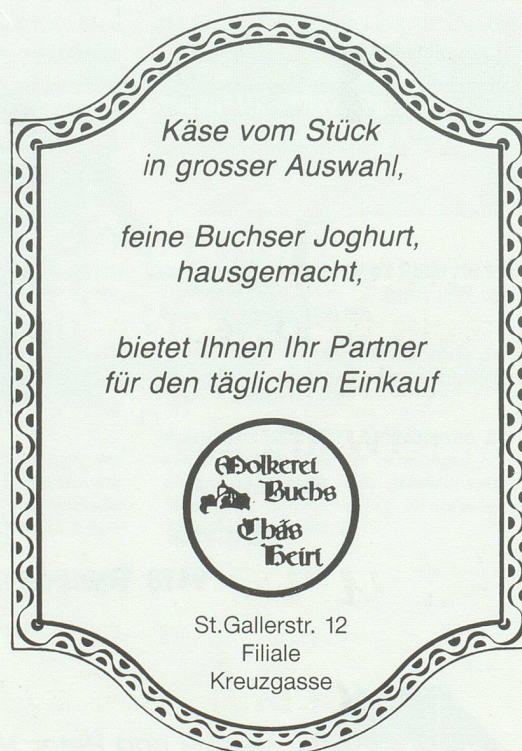 Käse vom Stück
in grosser Auswahl,
feine Buchser Joghurt,
hausgemacht,
bietet Ihnen Ihr Partner
für den täglichen Einkauf
Molkerei
Buchs
Chäs
Heiri
St.Gallerstr. 12
Filiale
Kreuzgasse